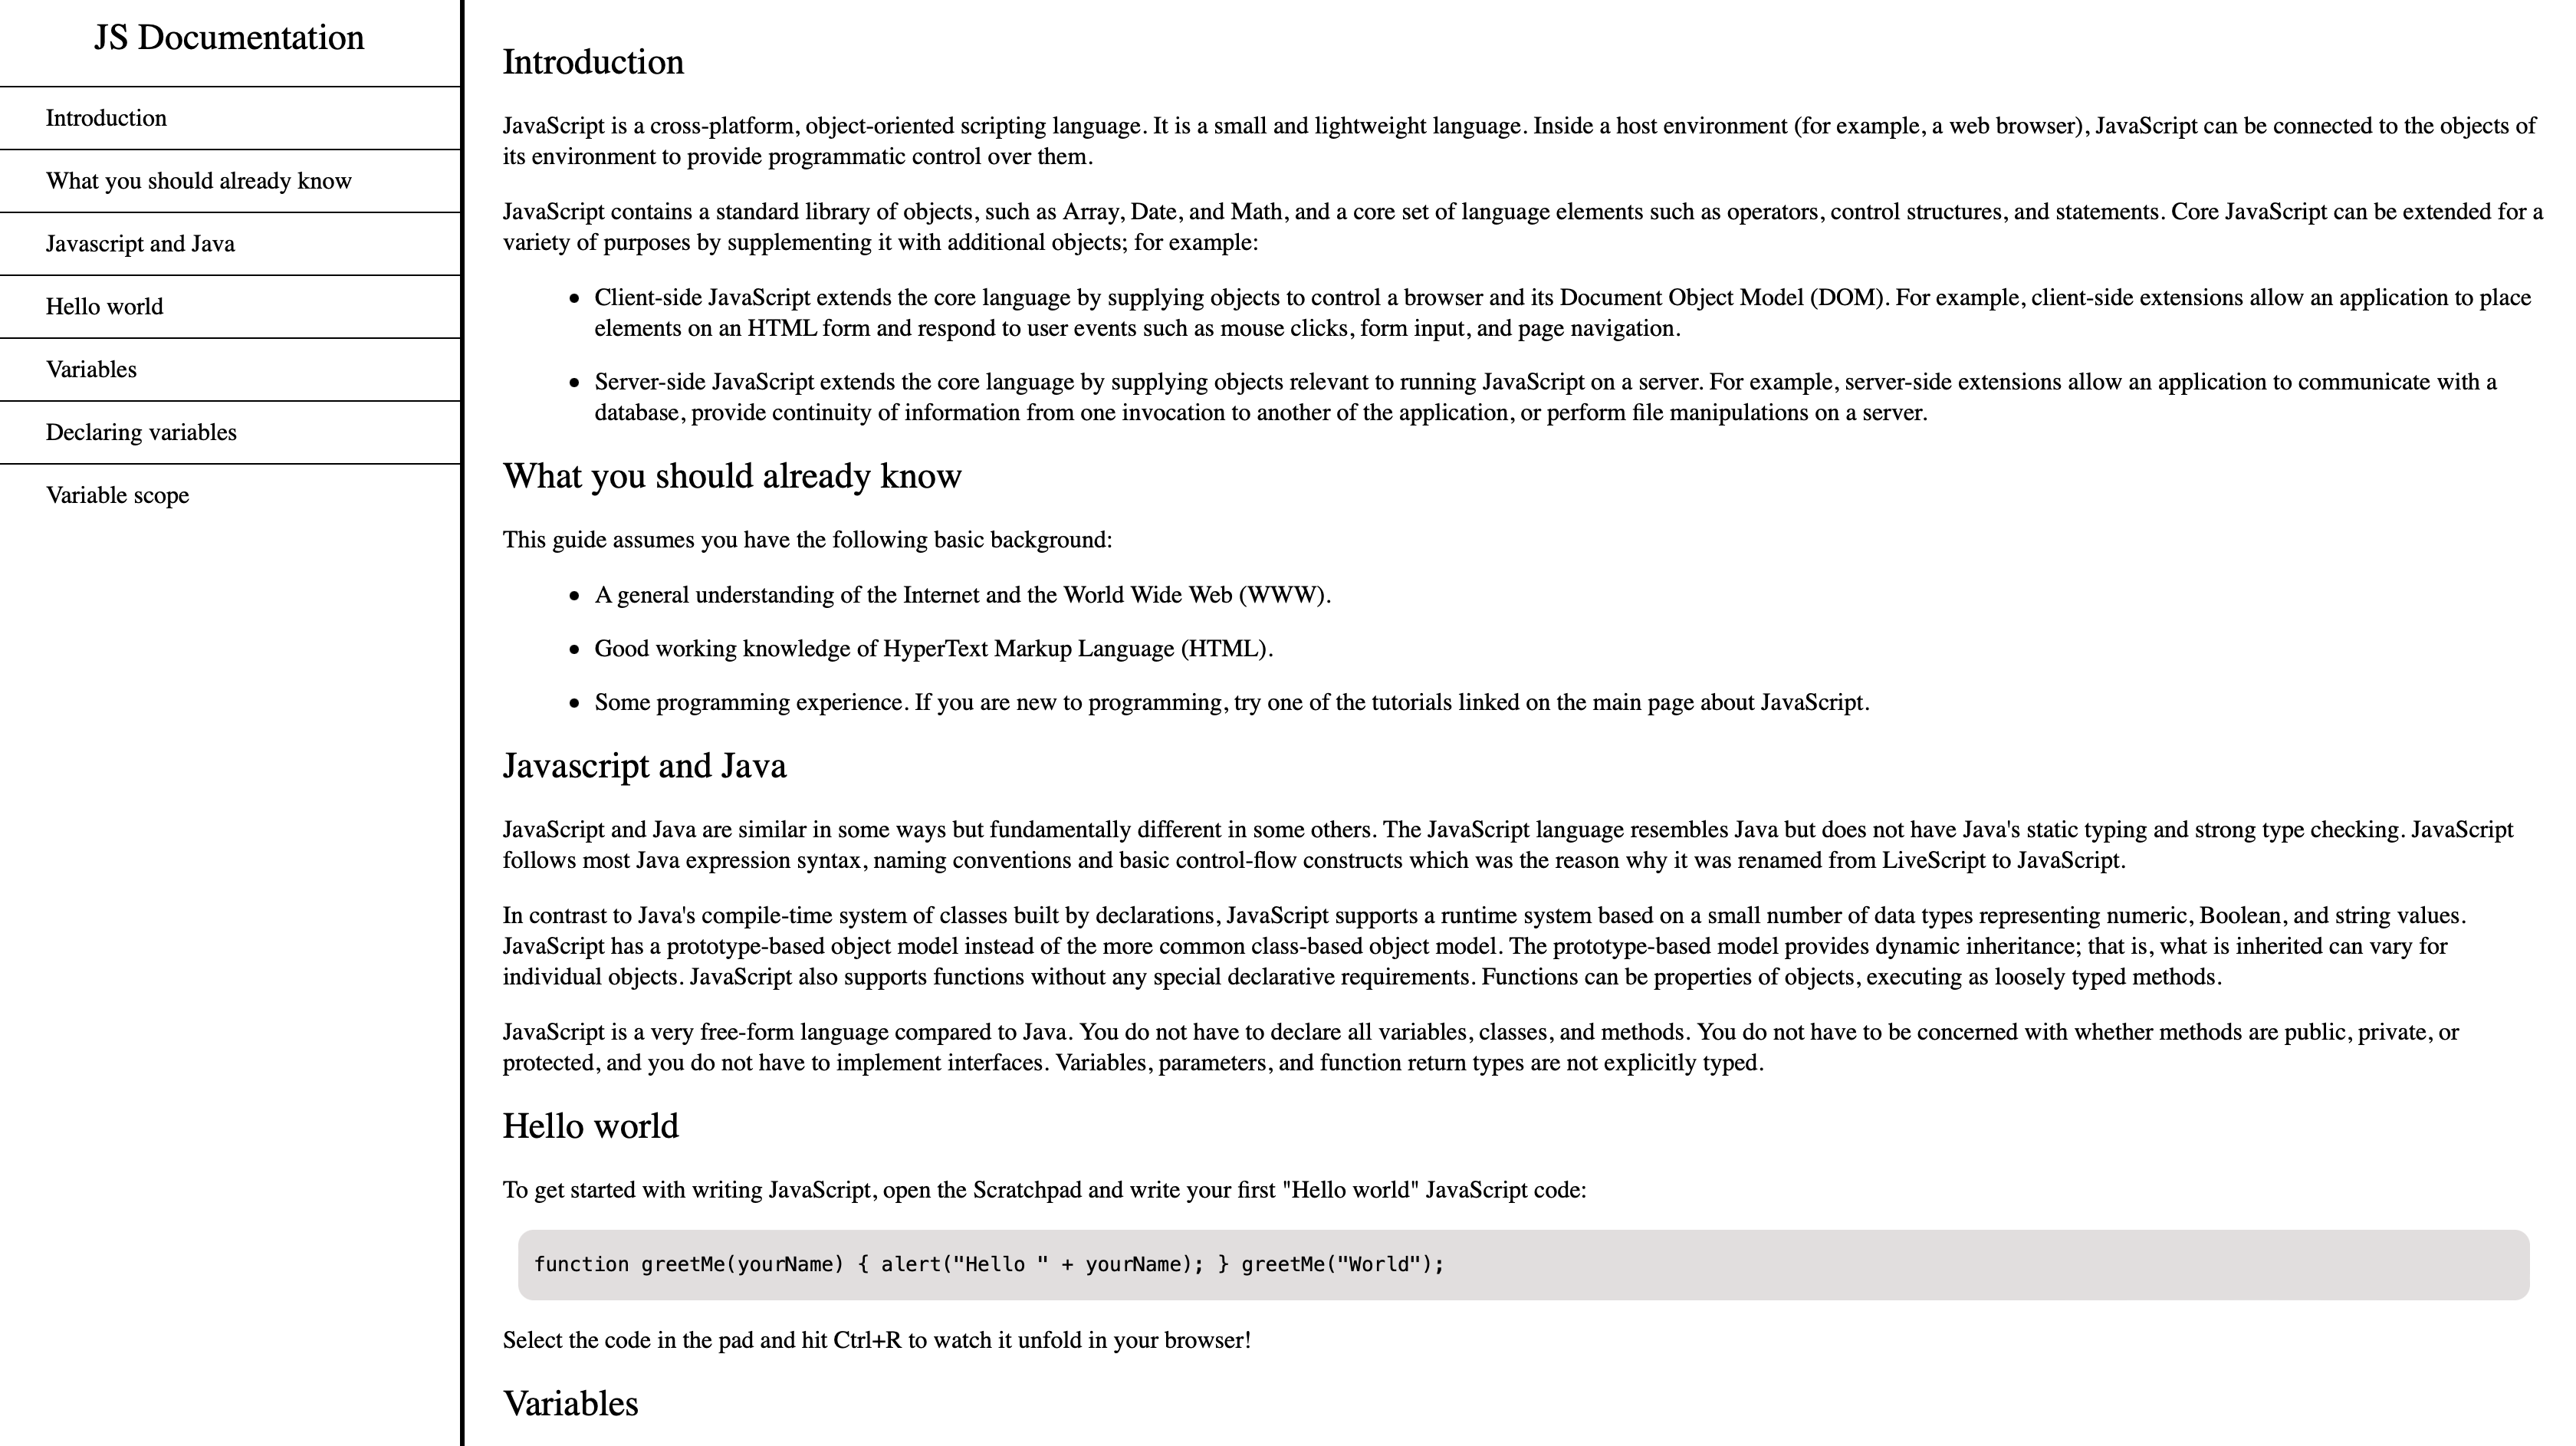 JS Documentation
Introduction
What you should already know
Javascript and Java
Hello world
Variables
Declaring variables
Variable scope
Introduction
JavaScript is a cross-platform, object-oriented scripting language. It is a small and lightweight language. Inside a host environment (for example, a web browser), JavaScript can be connected to the objects of
its environment to provide programmatic control over them.
JavaScript contains a standard library of objects, such as Array, Date, and Math, and a core set of language elements such as operators, control structures, and statements. Core JavaScript can be extended for a
variety of purposes by supplementing it with additional objects; for example:
• Client-side JavaScript extends the core language by supplying objects to control a browser and its Document Object Model (DOM). For example, client-side extensions allow an application to place
elements on an HTML form and respond to user events such as mouse clicks, form input, and page navigation.
• Server-side JavaScript extends the core language by supplying objects relevant to running JavaScript on a server. For example, server-side extensions allow an application to communicate with a
database, provide continuity of information from one invocation to another of the application, or perform file manipulations on a server.
What you should already know
This guide assumes you have the following basic background:
• A general understanding of the Internet and the World Wide Web (WWW).
• Good working knowledge of HyperText Markup Language (HTML).
• Some programming experience. If you are new to programming, try one of the tutorials linked on the main page about JavaScript.
Javascript and Java
JavaScript and Java are similar in some ways but fundamentally different in some others. The JavaScript language resembles Java but does not have Java's static typing and strong type checking. JavaScript
follows most Java expression syntax, naming conventions and basic control-flow constructs which was the reason why it was renamed from LiveScript to JavaScript.
In contrast to Java's compile-time system of classes built by declarations, JavaScript supports a runtime system based on a small number of data types representing numeric, Boolean, and string values.
JavaScript has a prototype-based object model instead of the more common class-based object model. The prototype-based model provides dynamic inheritance; that is, what is inherited can vary for
individual objects. JavaScript also supports functions without any special declarative requirements. Functions can be properties of objects, executing as loosely typed methods.
JavaScript is a very free-form language compared to Java. You do not have to declare all variables, classes, and methods. You do not have to be concerned with whether methods are public, private, or
protected, and you do not have to implement interfaces. Variables, parameters, and function return types are not explicitly typed.
Hello world
To get started with writing JavaScript, open the Scratchpad and write your first "Hello world" JavaScript code:
function greetMe(yourName) { alert("Hello " + yourName); } greetMe("World");
Select the code in the pad and hit Ctrl+R to watch it unfold in your browser!
Variables